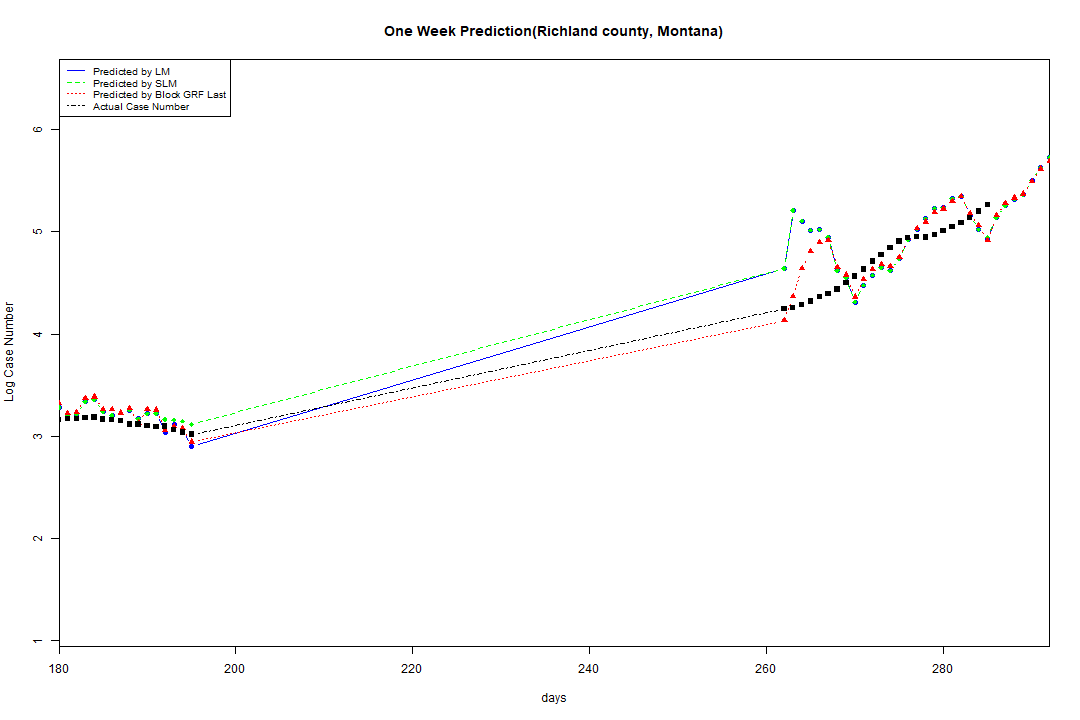 One Week Prediction(Richland county, Montana)
Predicted by LM
Predicted by SLM
Predicted by Block GRF Last
Actual Case Number
6
5
4
3
2
1
Log Case Number
180 200 220 240 260 280
days